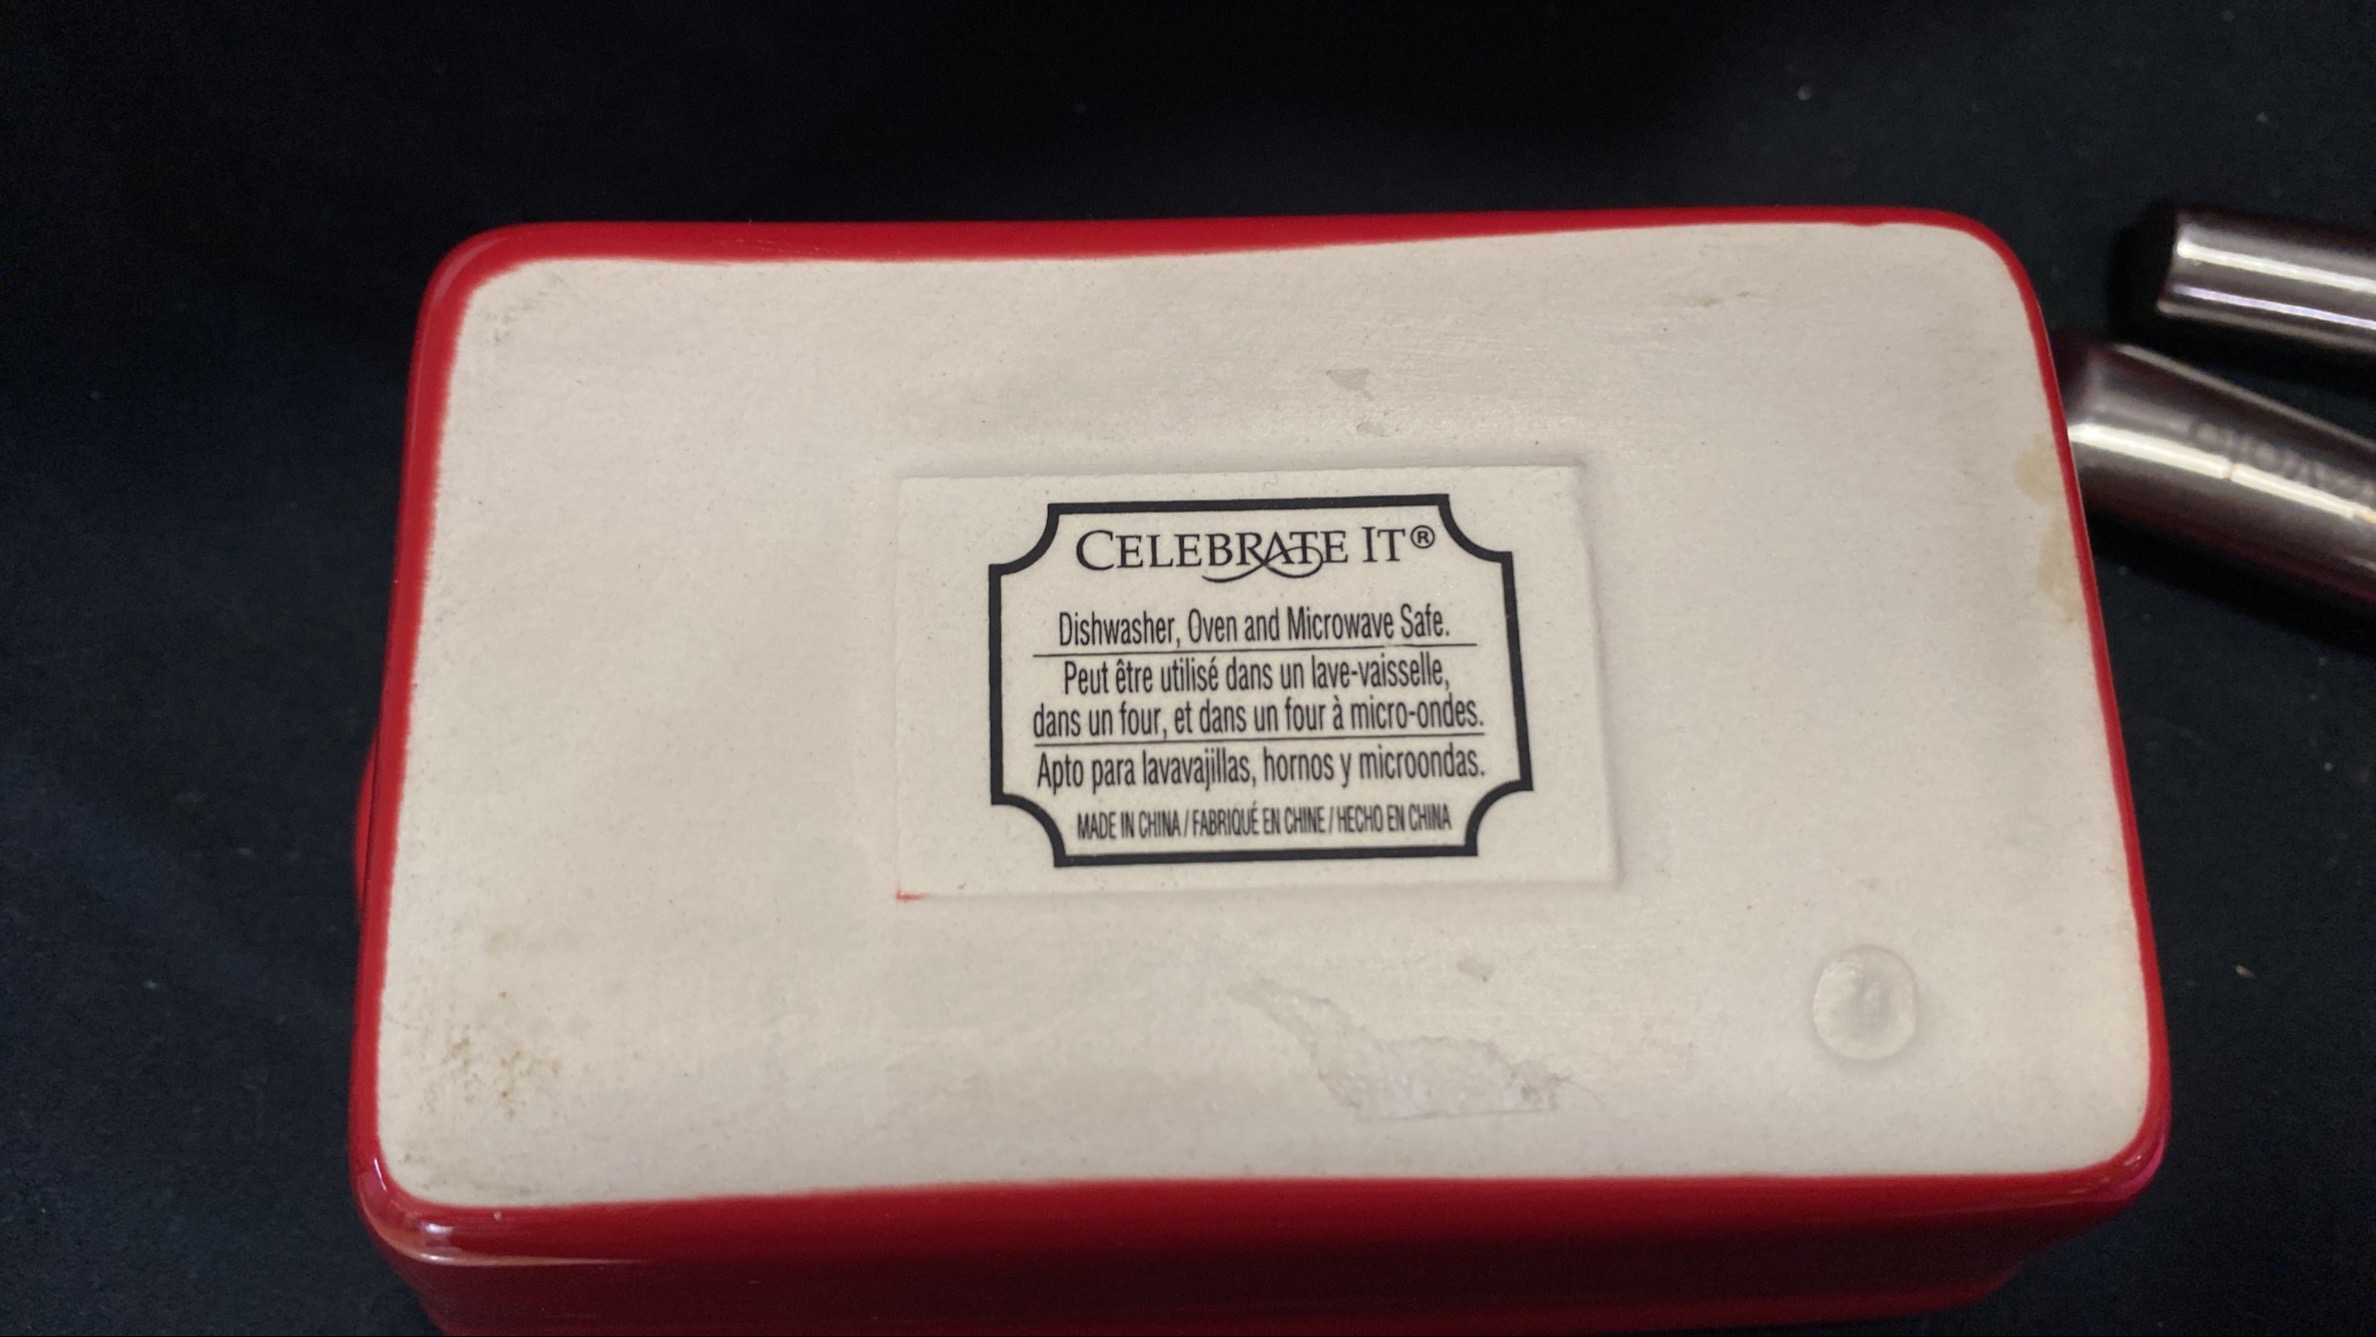 CELEBRATE IT®
Dishwasher, Oven and Microwave Safe.
Peut être utilisé dans un lave-vaisselle,
dans un four, et dans un four à micro-ondes.
Apto para lavavajillas, hornos y microondas.
MADE IN CHINA / FABRIQUÉ EN CHINE / HECHO EN CHINA